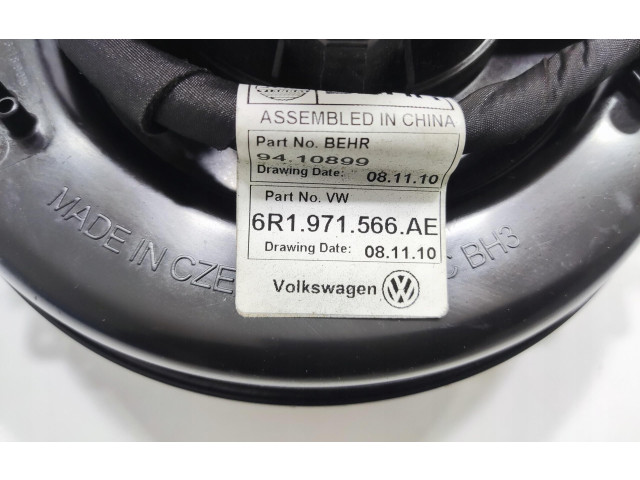 ASSEMBLED IN CHINA
Part No. BEHR
94.10899
Drawing Date: 08.11.10
Part No. VW
6R1.971.566.AE
Drawing Date: 08.11.10
Volkswagen
MADE IN CZE
C BH3